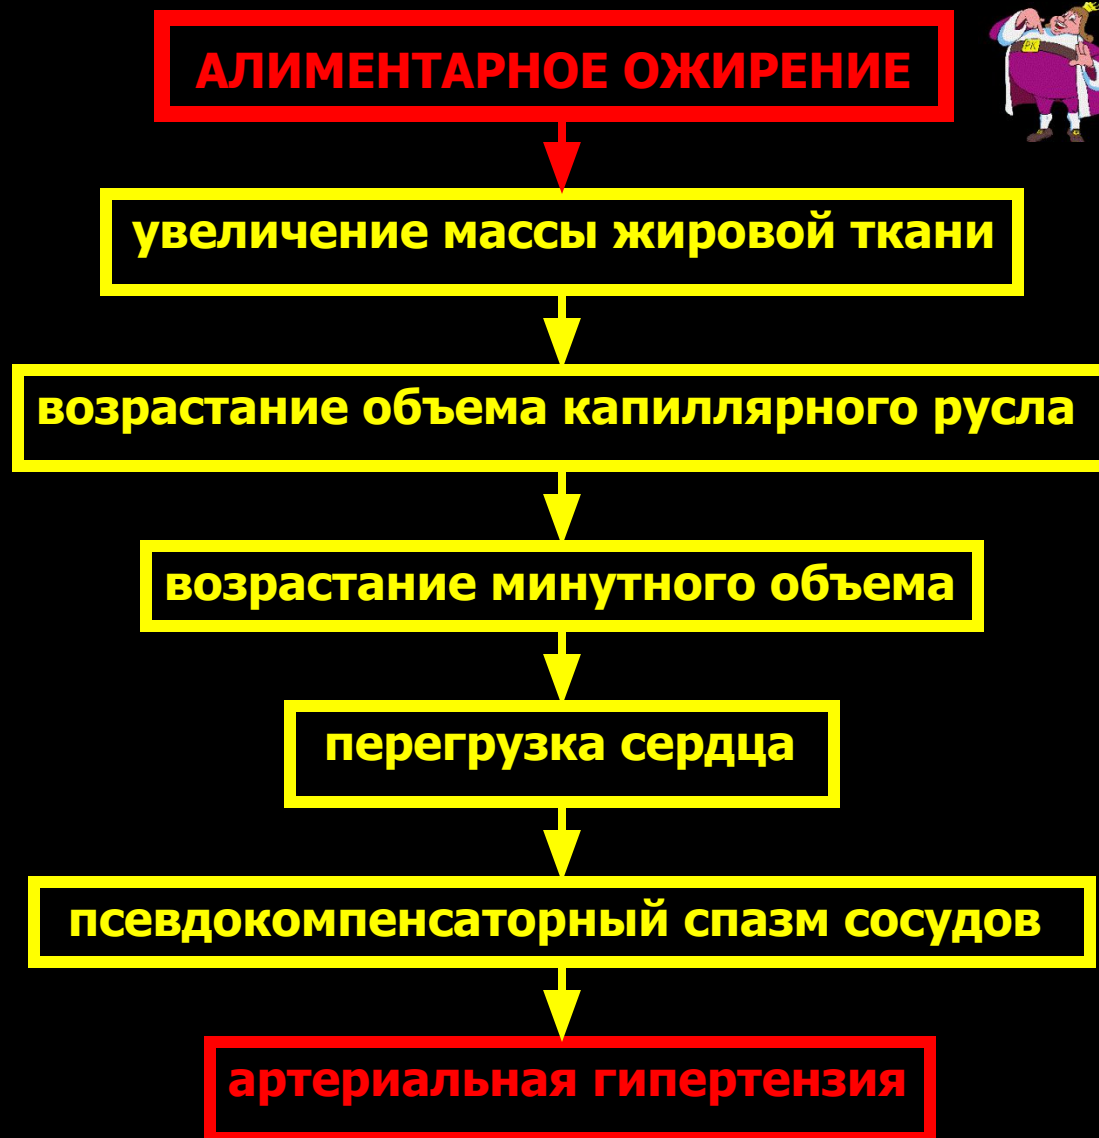 АЛИМЕНТАРНОЕ ОЖИРЕНИЕ
РК
увеличение массы жировой ткани
возрастание объема капиллярного русла
возрастание минутного объема
перегрузка сердца
псевдокомпенсаторный спазм сосудов
артериальная гипертензия